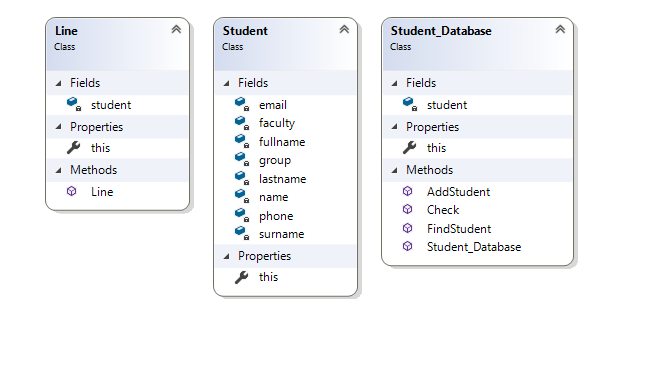 Line
Class
Fields
student
Properties
this
Methods
Line
Student
Class
Fields
email
faculty
fullname
group
lastname
name
phone
surname
Properties
this
Student_Database
Class
Fields
student
Properties
this
Methods
AddStudent
Check
FindStudent
Student_Database